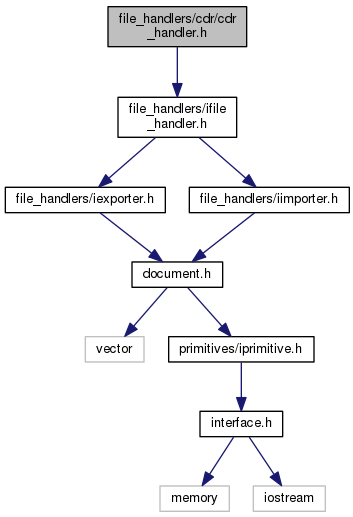 file_handlers/cdr/cdr
_handler.h
file_handlers/ifile
_handler.h
file_handlers/iexporter.h
file_handlers/iimporter.h
document.h
vector
primitives/iprimitive.h
interface.h
memory
iostream